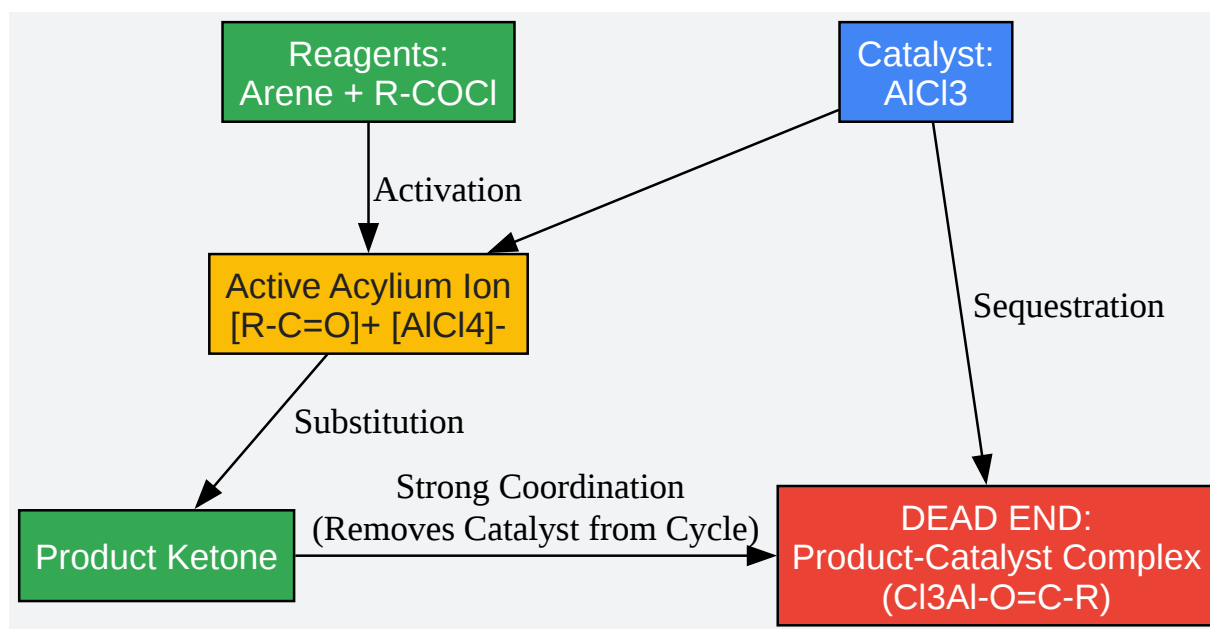 Reagents:
Arene + R-COCl
Catalyst:
AlCl3
Activation
Active Acylium Ion
[R-C=O]+ [AlCl4]-
Sequestration
Substitution
Strong Coordination
(Removes Catalyst from Cycle)
Product Ketone
DEAD END:
Product-Catalyst Complex
(Cl3Al-O=C-R)